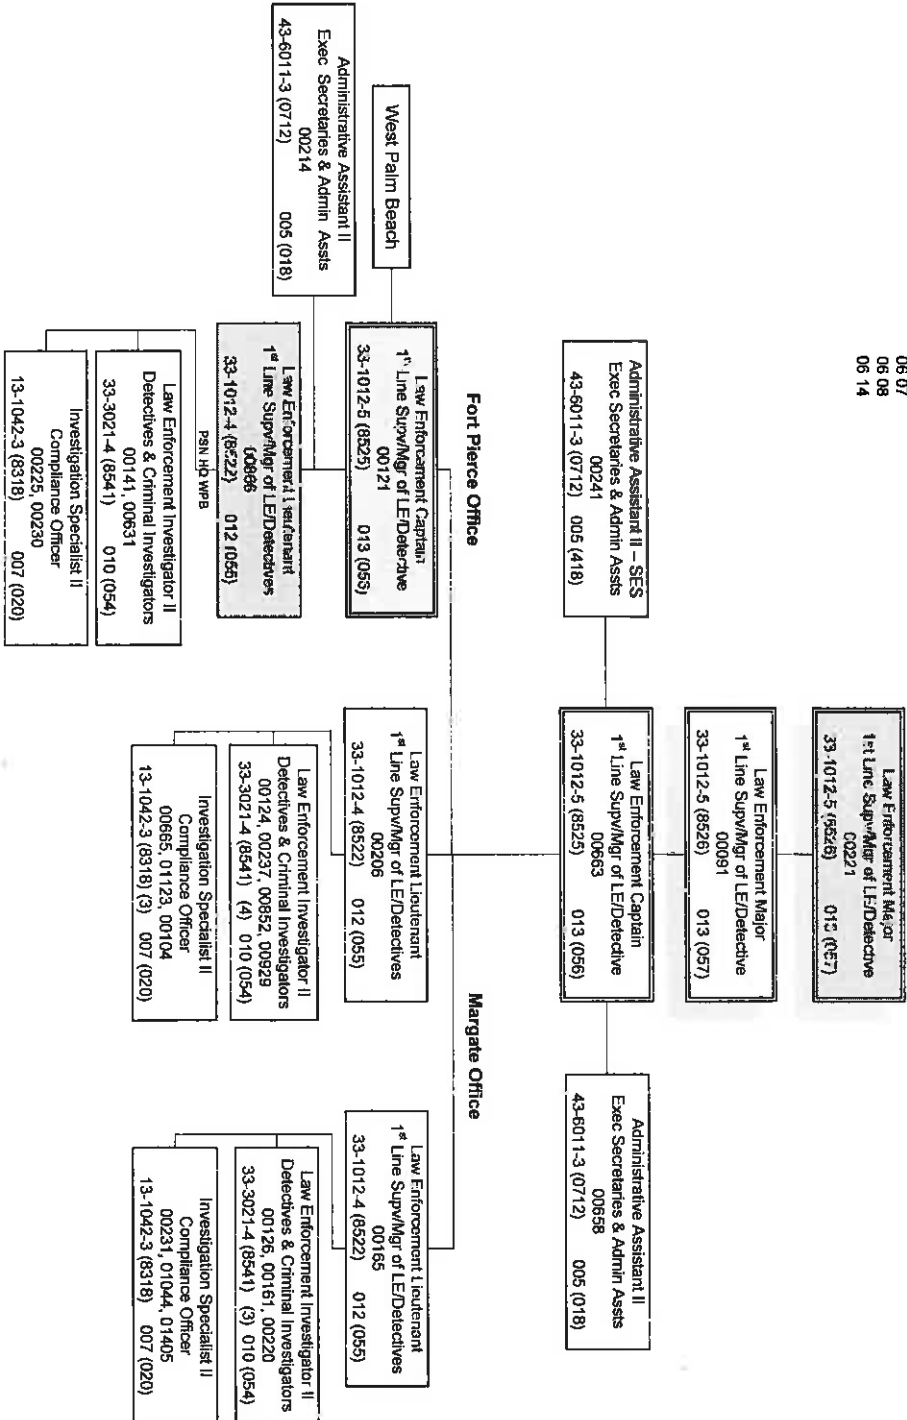 06 07
06 08
06 14
Law Enforcement Major
1st Line Supv/Mgr of LE/Detective
00221
33-1012-5 (8526) 013 (057)
Law Enforcement Major
1st Line Supv/Mgr of LE/Detective
00091
33-1012-5 (8526) 013 (057)
Administrative Assistant II – SES
Exec Secretaries & Admin Assts
00241
43-6011-3 (0712) 005 (418)
Law Enforcement Captain
1st Line Supv/Mgr of LE/Detective
00663
33-1012-5 (8525) 013 (056)
Administrative Assistant II
Exec Secretaries & Admin Assts
00658
43-6011-3 (0712) 005 (018)
Fort Pierce Office
Margate Office
West Palm Beach
Law Enforcement Captain
1st Line Supv/Mgr of LE/Detective
00121
33-1012-5 (8525) 013 (056)
Administrative Assistant II
Exec Secretaries & Admin Assts
00214
43-6011-3 (0712) 005 (018)
Law Enforcement Lieutenant
1st Line Supv/Mgr of LE/Detectives
00866
33-1012-4 (8522) 012 (055)
PSN HQ WPB
Law Enforcement Investigator II
Detectives & Criminal Investigators
00141, 00631
33-3021-4 (8541) 010 (054)
Investigation Specialist II
Compliance Officer
00225, 00230
13-1042-3 (8318) 007 (020)
Law Enforcement Lieutenant
1st Line Supv/Mgr of LE/Detectives
00206
33-1012-4 (8522) 012 (055)
Law Enforcement Investigator II
Detectives & Criminal Investigators
00124, 00237, 00852, 00929
33-3021-4 (8541) (4) 010 (054)
Investigation Specialist II
Compliance Officer
00665, 01123, 00104
13-1042-3 (8318) (3) 007 (020)
Law Enforcement Lieutenant
1st Line Supv/Mgr of LE/Detectives
00165
33-1012-4 (8522) 012 (055)
Law Enforcement Investigator II
Detectives & Criminal Investigators
00126, 00161, 00220
33-3021-4 (8541) (3) 010 (054)
Investigation Specialist II
Compliance Officer
00231, 01044, 01405
13-1042-3 (8318) 007 (020)